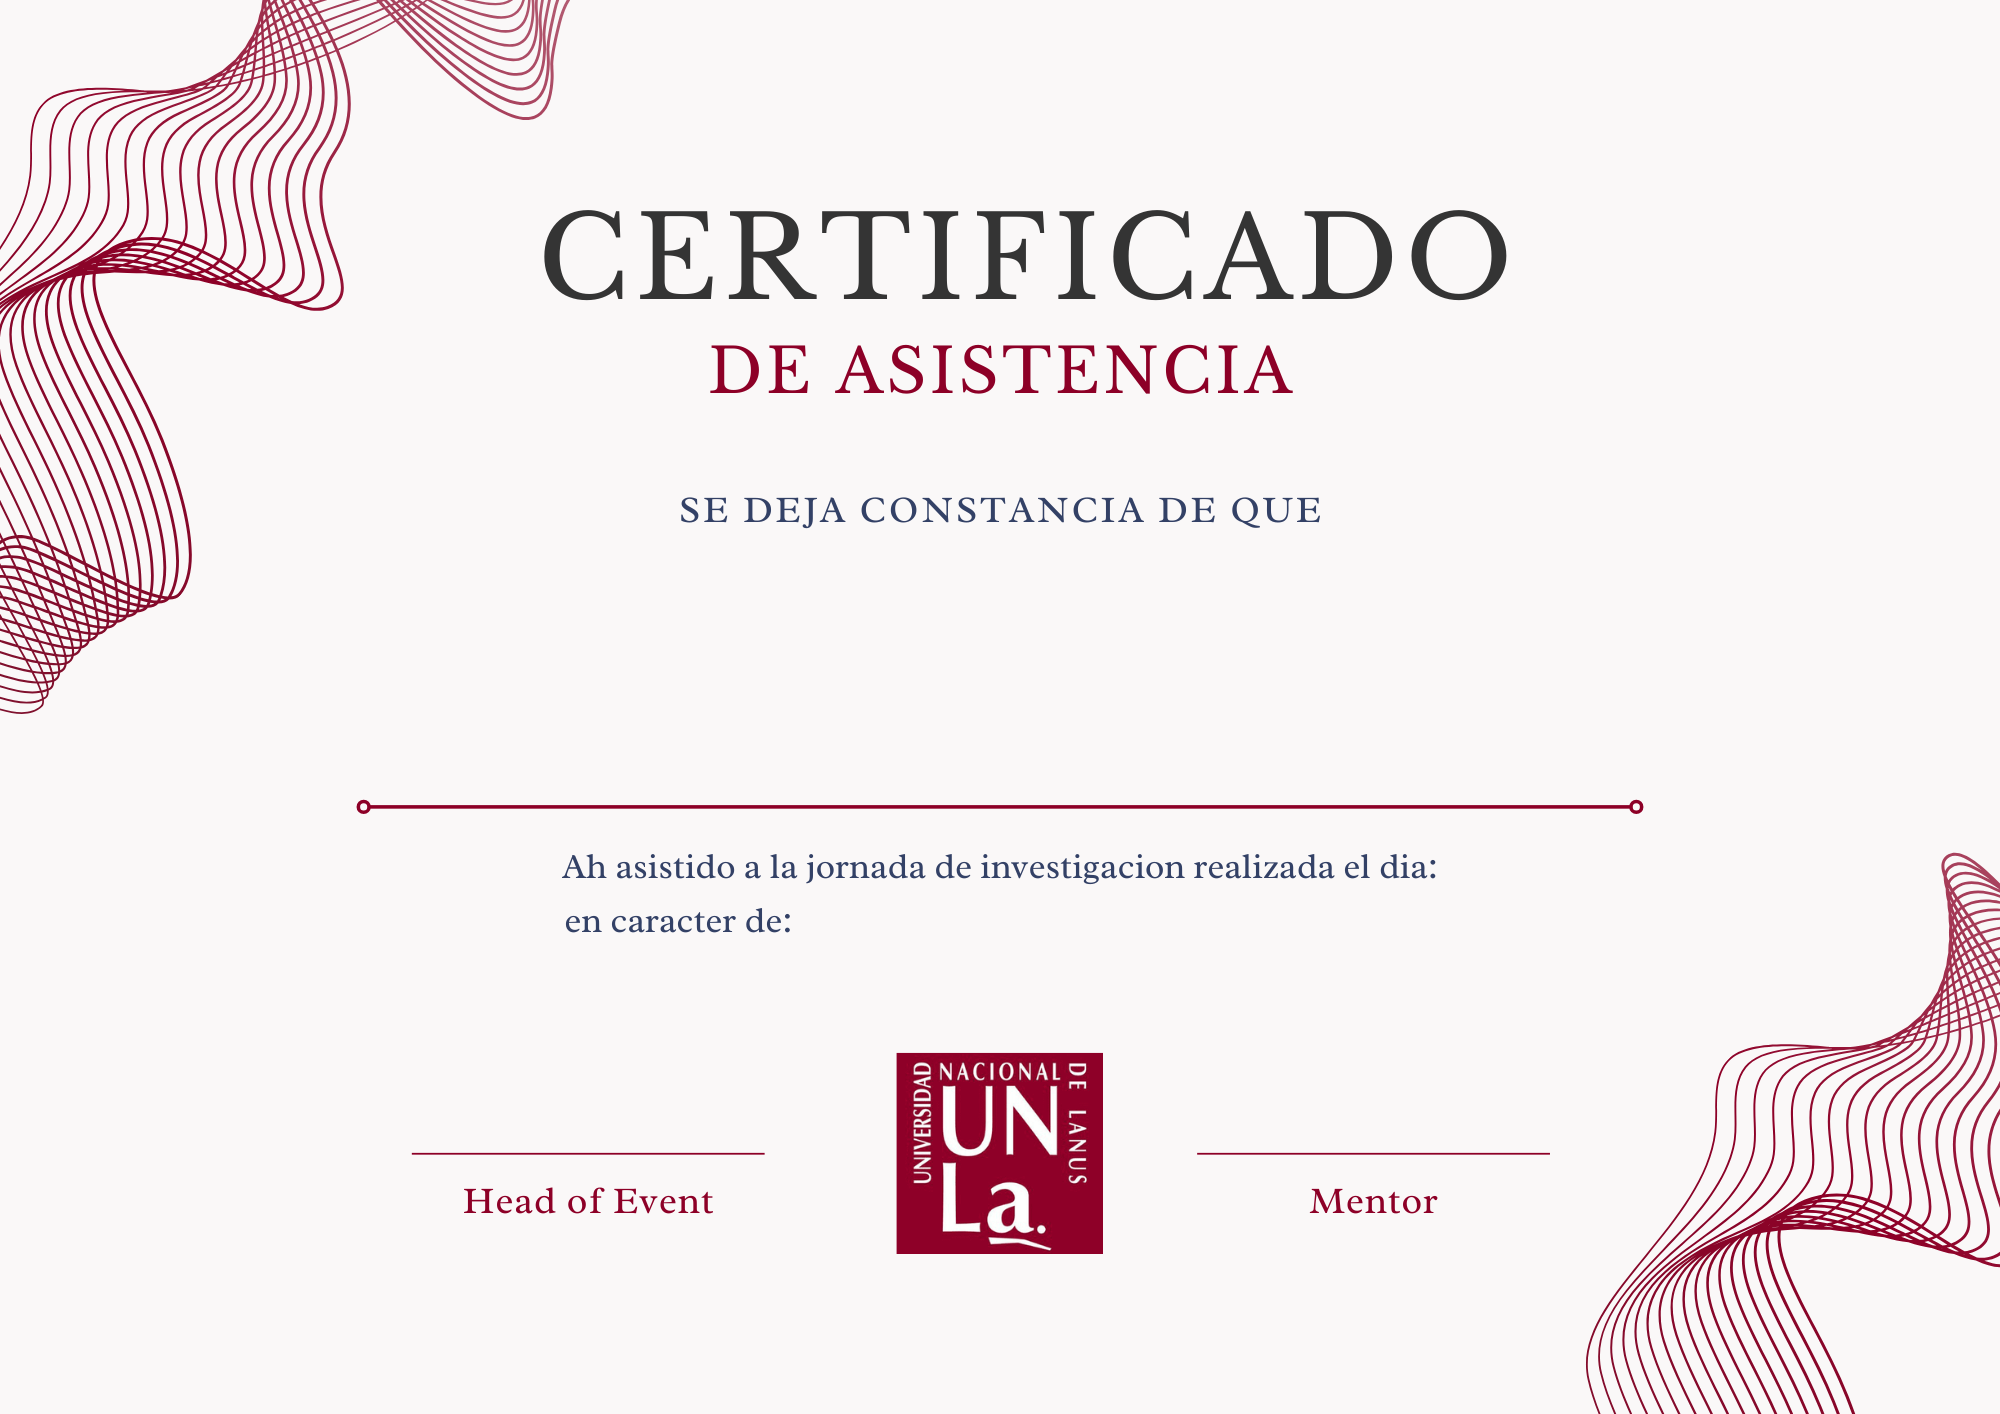 CERTIFICADO
DE ASISTENCIA
SE DEJA CONSTANCIA DE QUE
Ah asistido a la jornada de investigacion realizada el dia:
en caracter de:
UNIVERSIDAD
NACIONAL
DE LANUS
UN
La.
Head of Event
Mentor